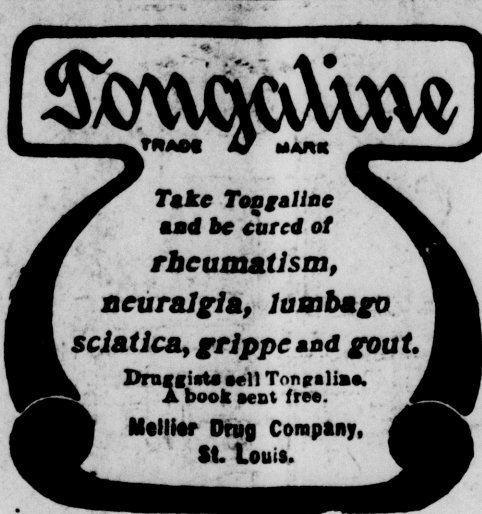 Tongaline
TRADE MARK
Take Tongaline
and be cured of
rheumatism,
neuralgia, lumbago
sciatica, grippe and gout.
Druggists sell Tongaline.
A book sent free.
Mellier Drug Company,
St. Louis.